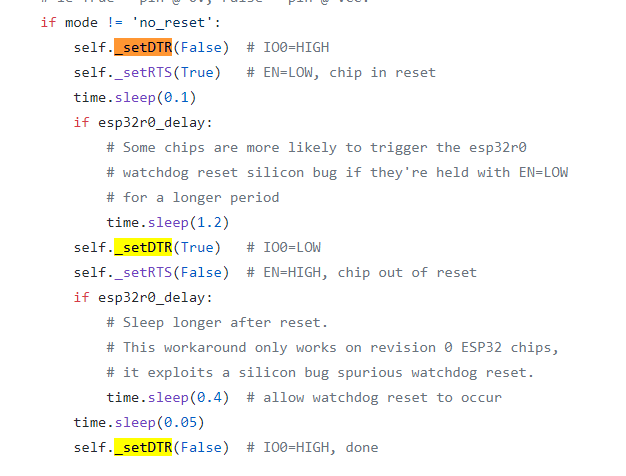 if mode != 'no_reset':
self._setDTR(False)  # IO0=HIGH
self._setRTS(True)   # EN=LOW, chip in reset
time.sleep(0.1)
if esp32r0_delay:
# Some chips are more likely to trigger the esp32r0
# watchdog reset silicon bug if they're held with EN=LOW
# for a longer period
time.sleep(1.2)
self._setDTR(True)   # IO0=LOW
self._setRTS(False)  # EN=HIGH, chip out of reset
if esp32r0_delay:
# Sleep longer after reset.
# This workaround only works on revision 0 ESP32 chips,
# it exploits a silicon bug spurious watchdog reset.
time.sleep(0.4)  # allow watchdog reset to occur
time.sleep(0.05)
self._setDTR(False)  # IO0=HIGH, done